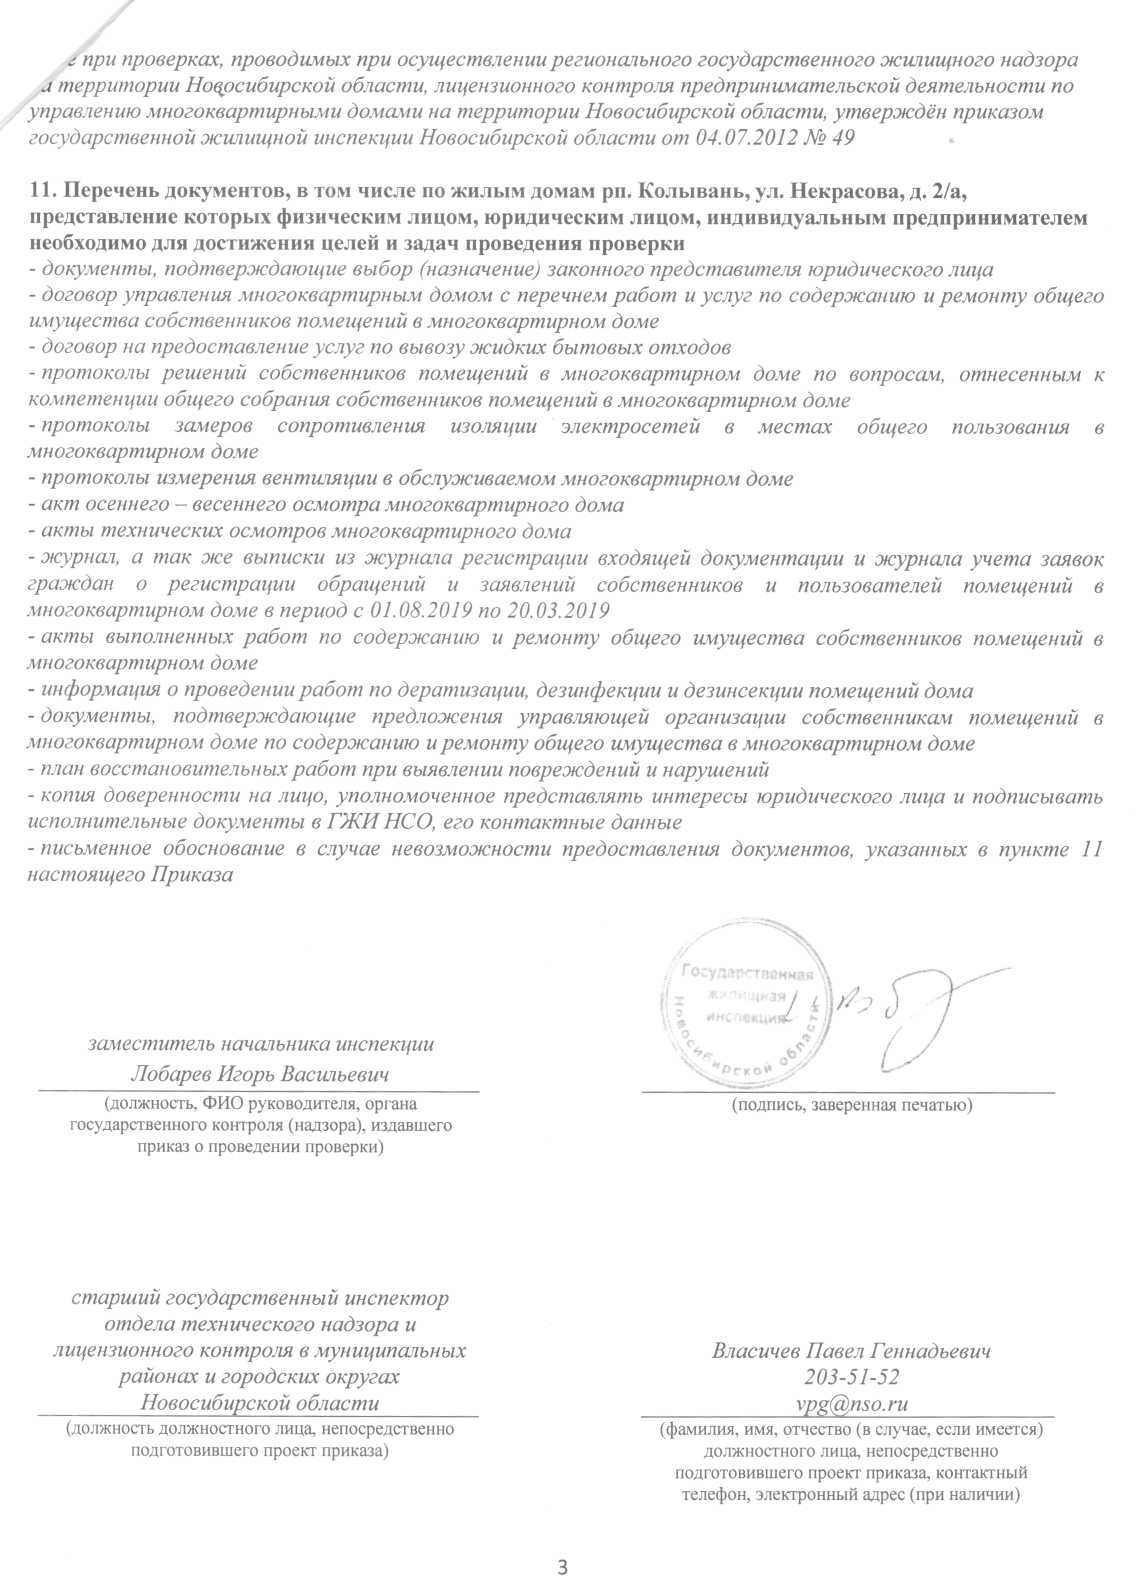 при проверках, проводимых при осуществлении регионального государственного жилищного надзора
территории Новосибирской области, лицензионного контроля предпринимательской деятельности по
управлению многоквартирными домами на территории Новосибирской области, утверждён приказом
государственной жилищной инспекции Новосибирской области от 04.07.2012 № 49
11. Перечень документов, в том числе по жилым домам рп. Колывань, ул. Некрасова, д. 2/а,
представление которых физическим лицом, юридическим лицом, индивидуальным предпринимателем
необходимо для достижения целей и задач проведения проверки
- документы, подтверждающие выбор (назначение) законного представителя юридического лица
- договор управления многоквартирным домом с перечнем работ и услуг по содержанию и ремонту общего
имущества собственников помещений в многоквартирном доме
- договор на предоставление услуг по вывозу жидких бытовых отходов
- протоколы решений собственников помещений в многоквартирном доме по вопросам, отнесенным к
компетенции общего собрания собственников помещений в многоквартирном доме
- протоколы замеров сопротивления изоляции электросетей в местах общего пользования в
многоквартирном доме
- протоколы измерения вентиляции в обслуживаемом многоквартирном доме
- акт осеннего – весеннего осмотра многоквартирного дома
- акты технических осмотров многоквартирного дома
- журнал, а так же выписки из журнала регистрации входящей документации и журнала учета заявок
граждан о регистрации обращений и заявлений собственников и пользователей помещений в
многоквартирном доме в период с 01.08.2019 по 20.03.2019
- акты выполненных работ по содержанию и ремонту общего имущества собственников помещений в
многоквартирном доме
- информация о проведении работ по дератизации, дезинфекции и дезинсекции помещений дома
- документы, подтверждающие предложения управляющей организации собственникам помещений в
многоквартирном доме по содержанию и ремонту общего имущества в многоквартирном доме
- план восстановительных работ при выявлении повреждений и нарушений
- копия доверенности на лицо, уполномоченное представлять интересы юридического лица и подписывать
исполнительные документы в ГЖИ НСО, его контактные данные
- письменное обоснование в случае невозможности предоставления документов, указанных в пункте 11
настоящего Приказа
Государственная
жилищная
инспекция
Новосибирской области
заместитель начальника инспекции
Лобарев Игорь Васильевич
(должность, ФИО руководителя, органа
государственного контроля (надзора), издавшего
приказ о проведении проверки)
(подпись, заверенная печатью)
старший государственный инспектор
отдела технического надзора и
лицензионного контроля в муниципальных
районах и городских округах
Новосибирской области
(должность должностного лица, непосредственно
подготовившего проект приказа)
Власичев Павел Геннадьевич
203-51-52
vpg@nso.ru
(фамилия, имя, отчество (в случае, если имеется)
должностного лица, непосредственно
подготовившего проект приказа, контактный
телефон, электронный адрес (при наличии)
3